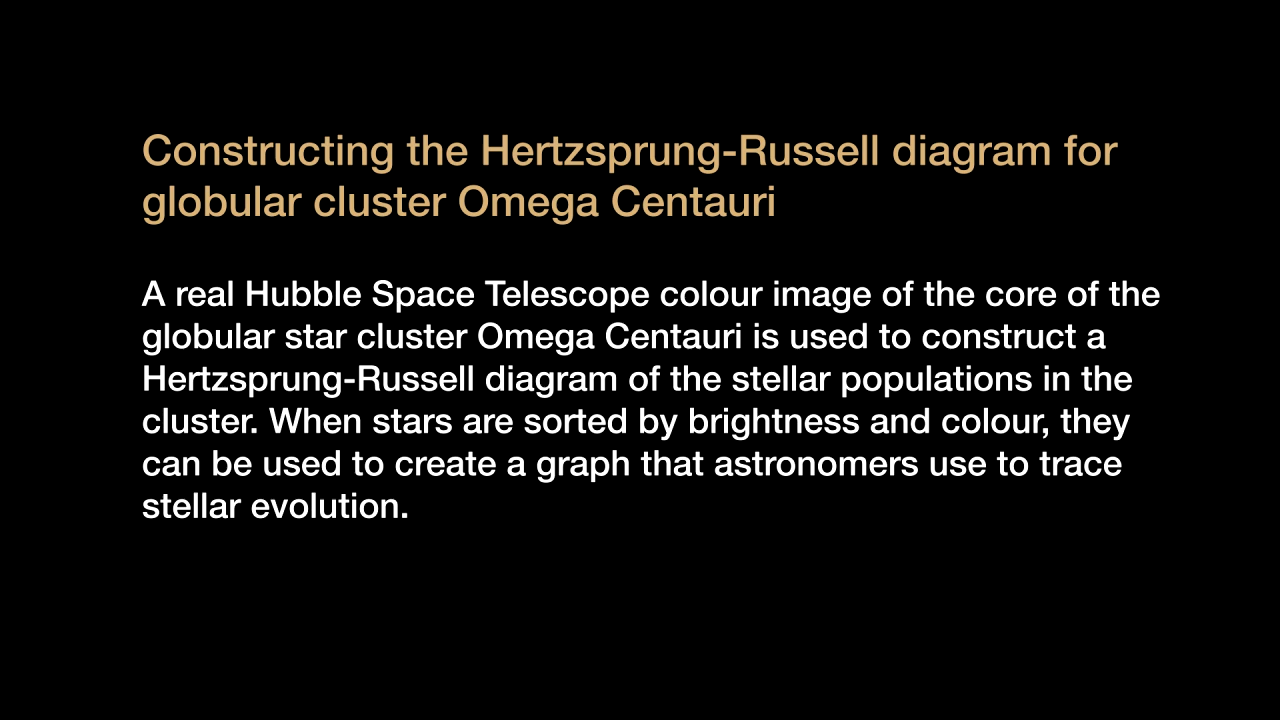 Constructing the Hertzsprung-Russell diagram for
globular cluster Omega Centauri
A real Hubble Space Telescope colour image of the core of the
globular star cluster Omega Centauri is used to construct a
Hertzsprung-Russell diagram of the stellar populations in the
cluster. When stars are sorted by brightness and colour, they
can be used to create a graph that astronomers use to trace
stellar evolution.